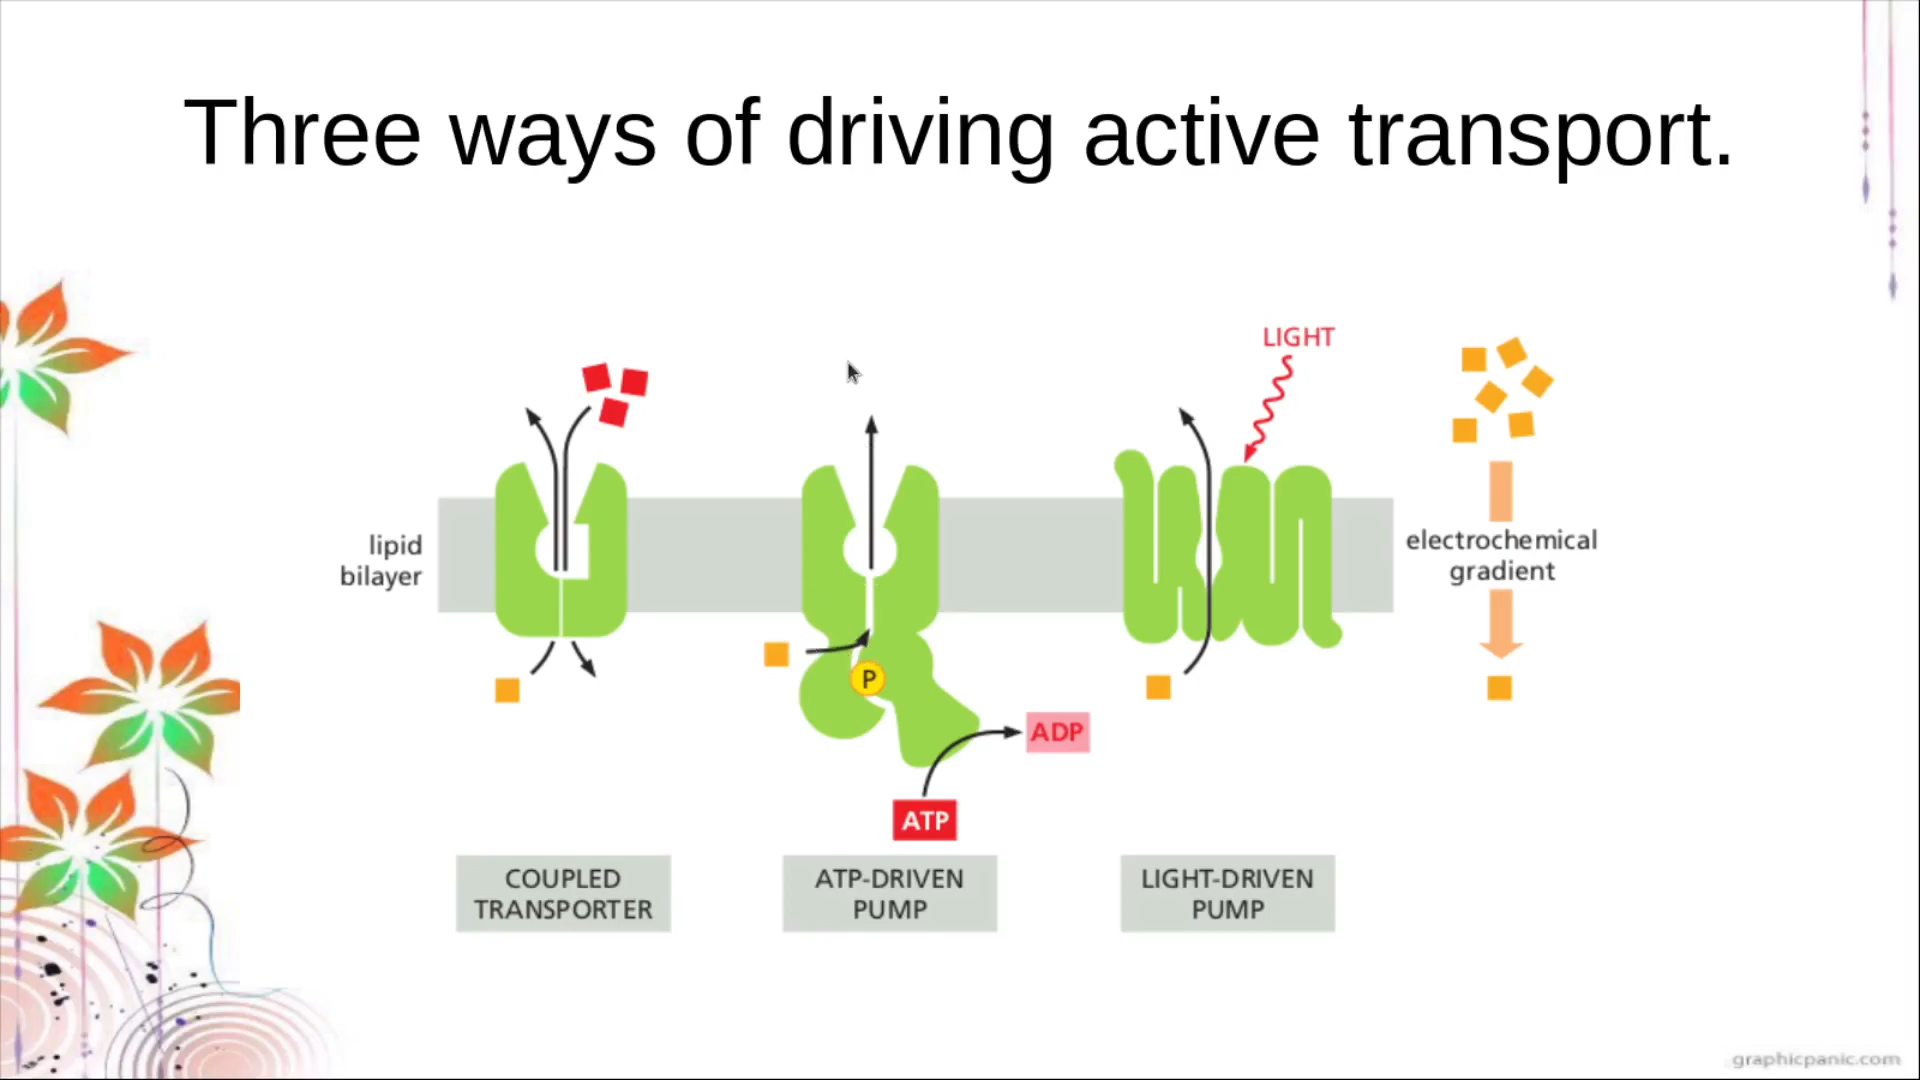 Three ways of driving active transport.
LIGHT
lipid
bilayer
electrochemical
gradient
P
ADP
ATP
COUPLED
TRANSPORTER
ATP-DRIVEN
PUMP
LIGHT-DRIVEN
PUMP
graphicpanic.com